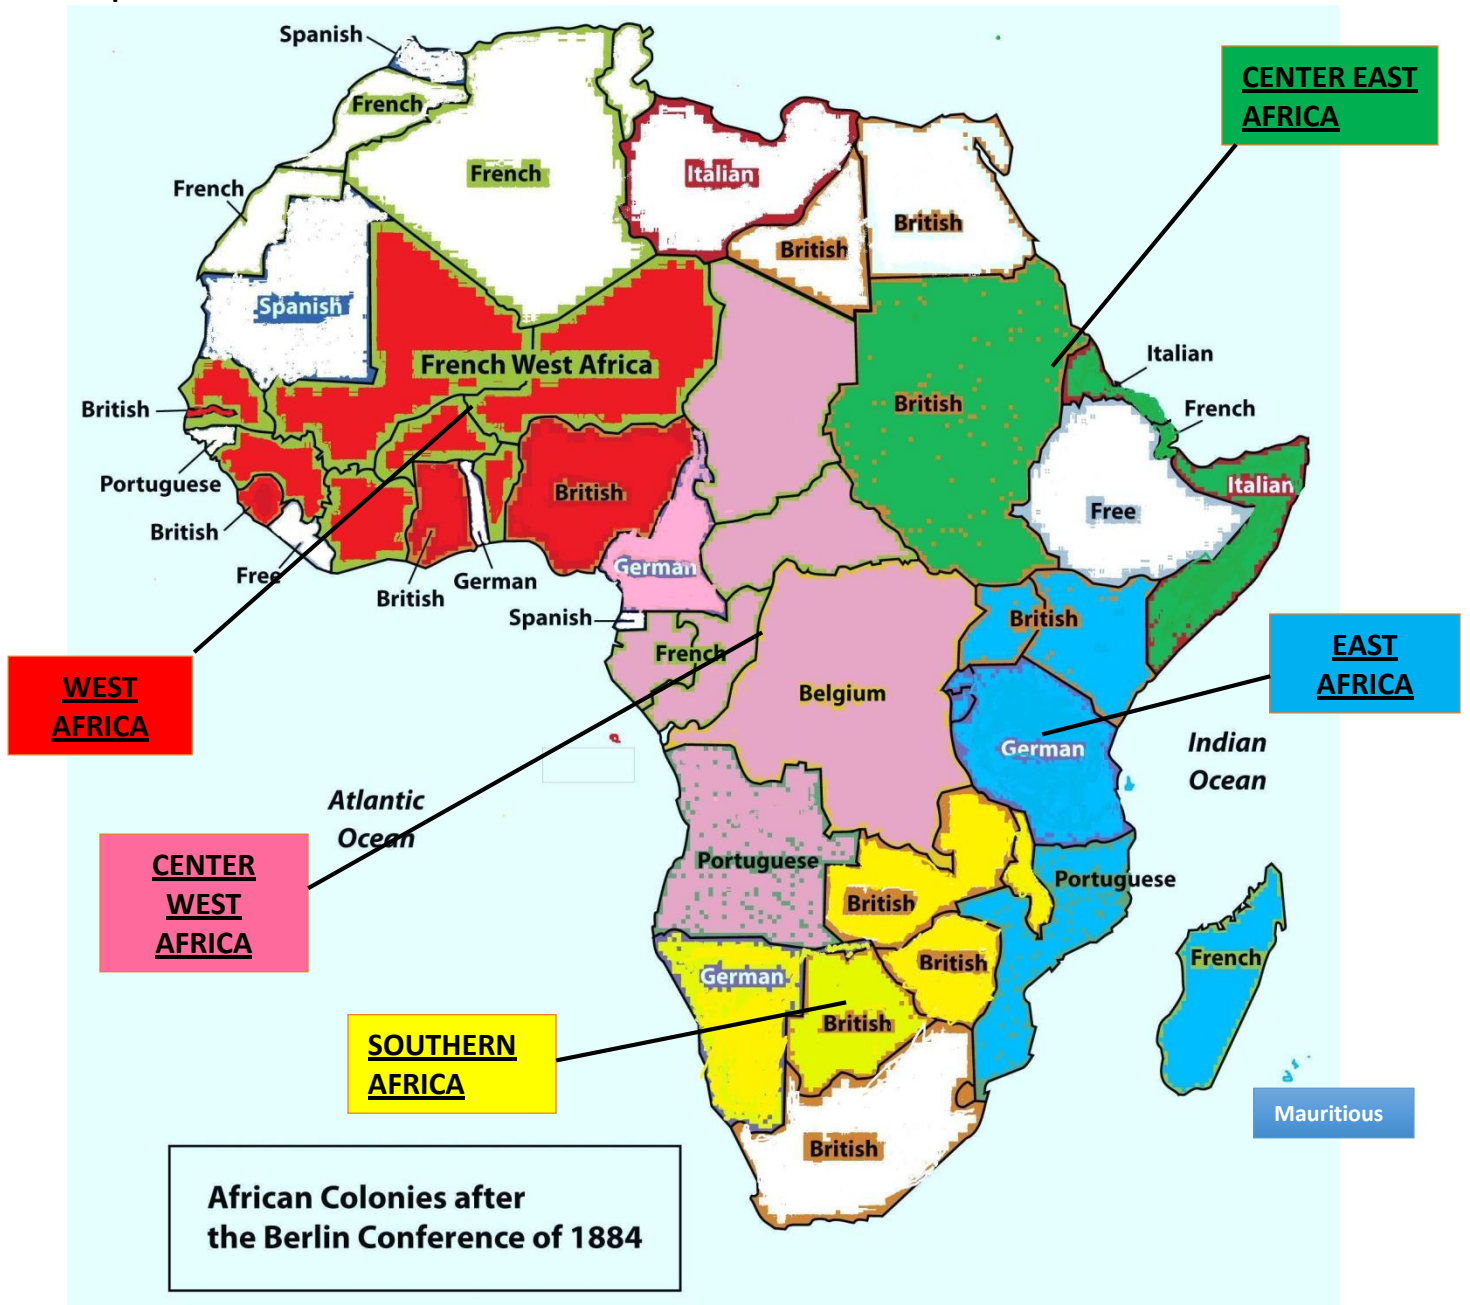 Spanish
CENTER EAST
AFRICA
French
French
Italian
French
British
British
Spanish
Italian
French West Africa
British
British
French
Portuguese
Italian
British
British
Free
Free
German
German
British
Spanish
British
French
EAST
AFRICA
WEST
AFRICA
Belgium
German
Indian
Ocean
Atlantic
Ocean
CENTER
WEST
AFRICA
Portuguese
Portuguese
British
French
British
German
SOUTHERN
AFRICA
British
Mauritious
British
African Colonies after
the Berlin Conference of 1884